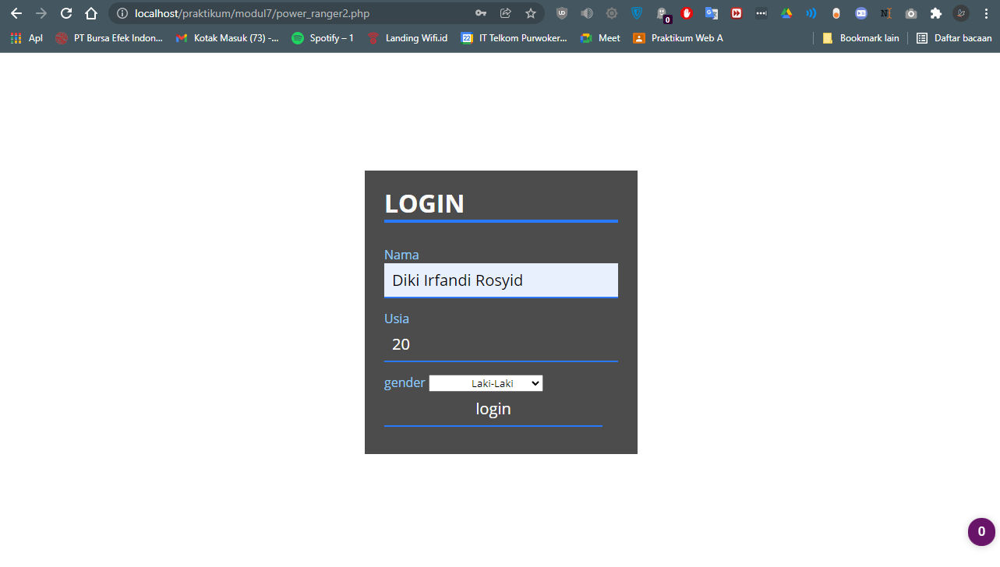 localhost/praktikum/modul7/power_ranger2.php
0
Apl PT Bursa Efek Indon... Kotak Masuk (73) -... Spotify – 1 Landing Wifi.id IT Telkom Purwoker... Meet Praktikum Web A Bookmark lain Daftar bacaan
LOGIN
Nama
Diki Irfandi Rosyid
Usia
20
gender Laki-Laki
login
0